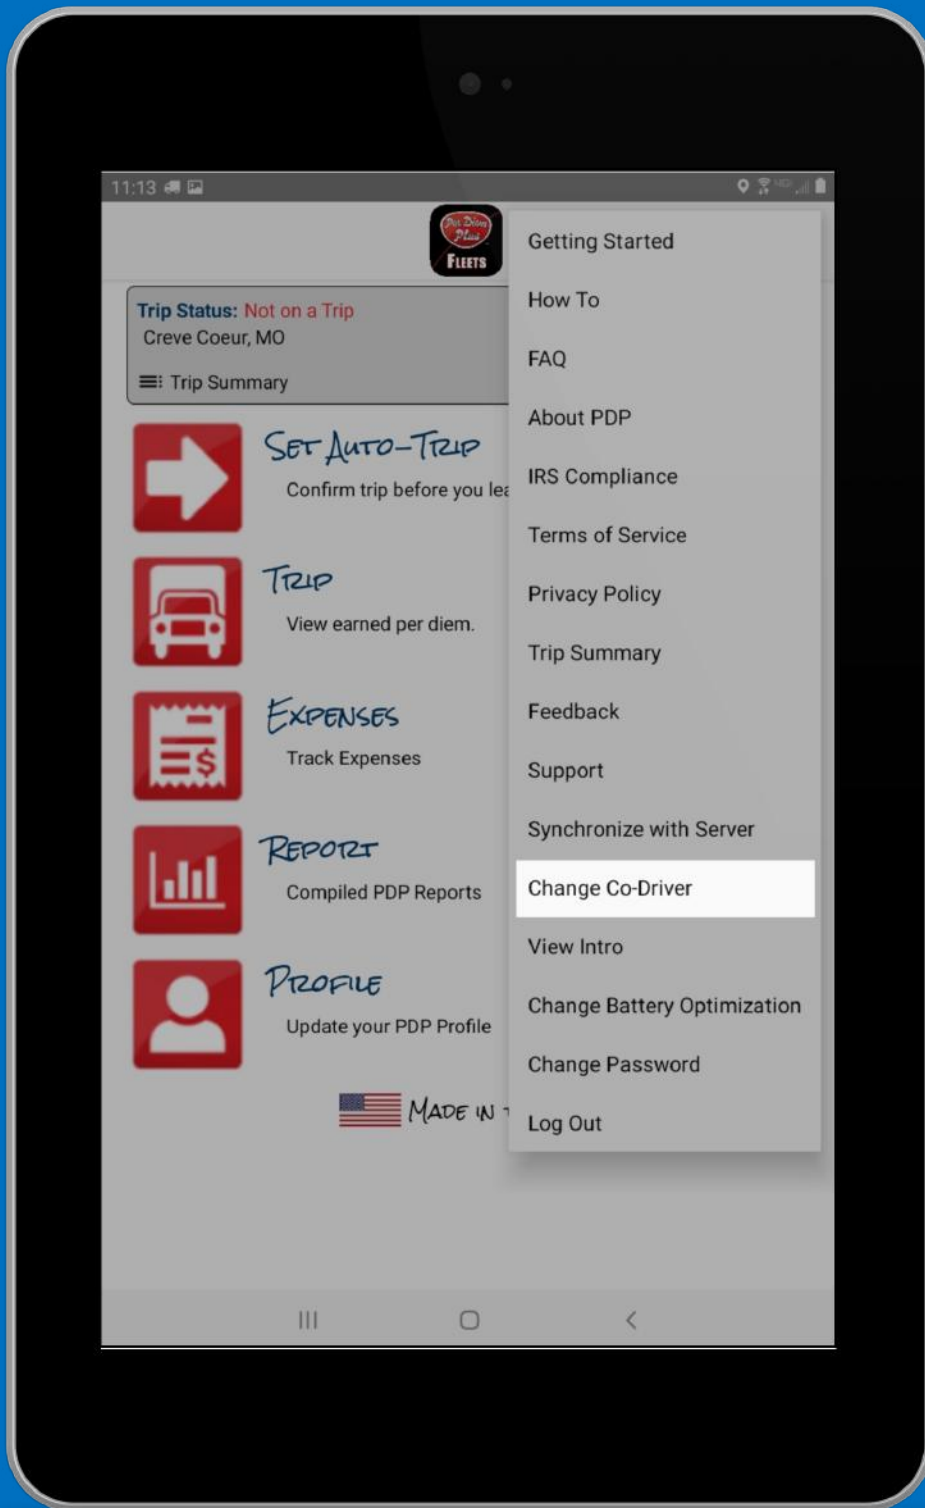 11:13
Per Diem
Plus
FLEETS
Trip Status: Not on a Trip
Creve Coeur, MO
Trip Summary
SET AUTO-TRIP
Confirm trip before you lea
TRIP
View earned per diem.
EXPENSES
Track Expenses
REPORT
Compiled PDP Reports
PROFILE
Update your PDP Profile
MADE IN
Getting Started
How To
FAQ
About PDP
IRS Compliance
Terms of Service
Privacy Policy
Trip Summary
Feedback
Support
Synchronize with Server
Change Co-Driver
View Intro
Change Battery Optimization
Change Password
Log Out